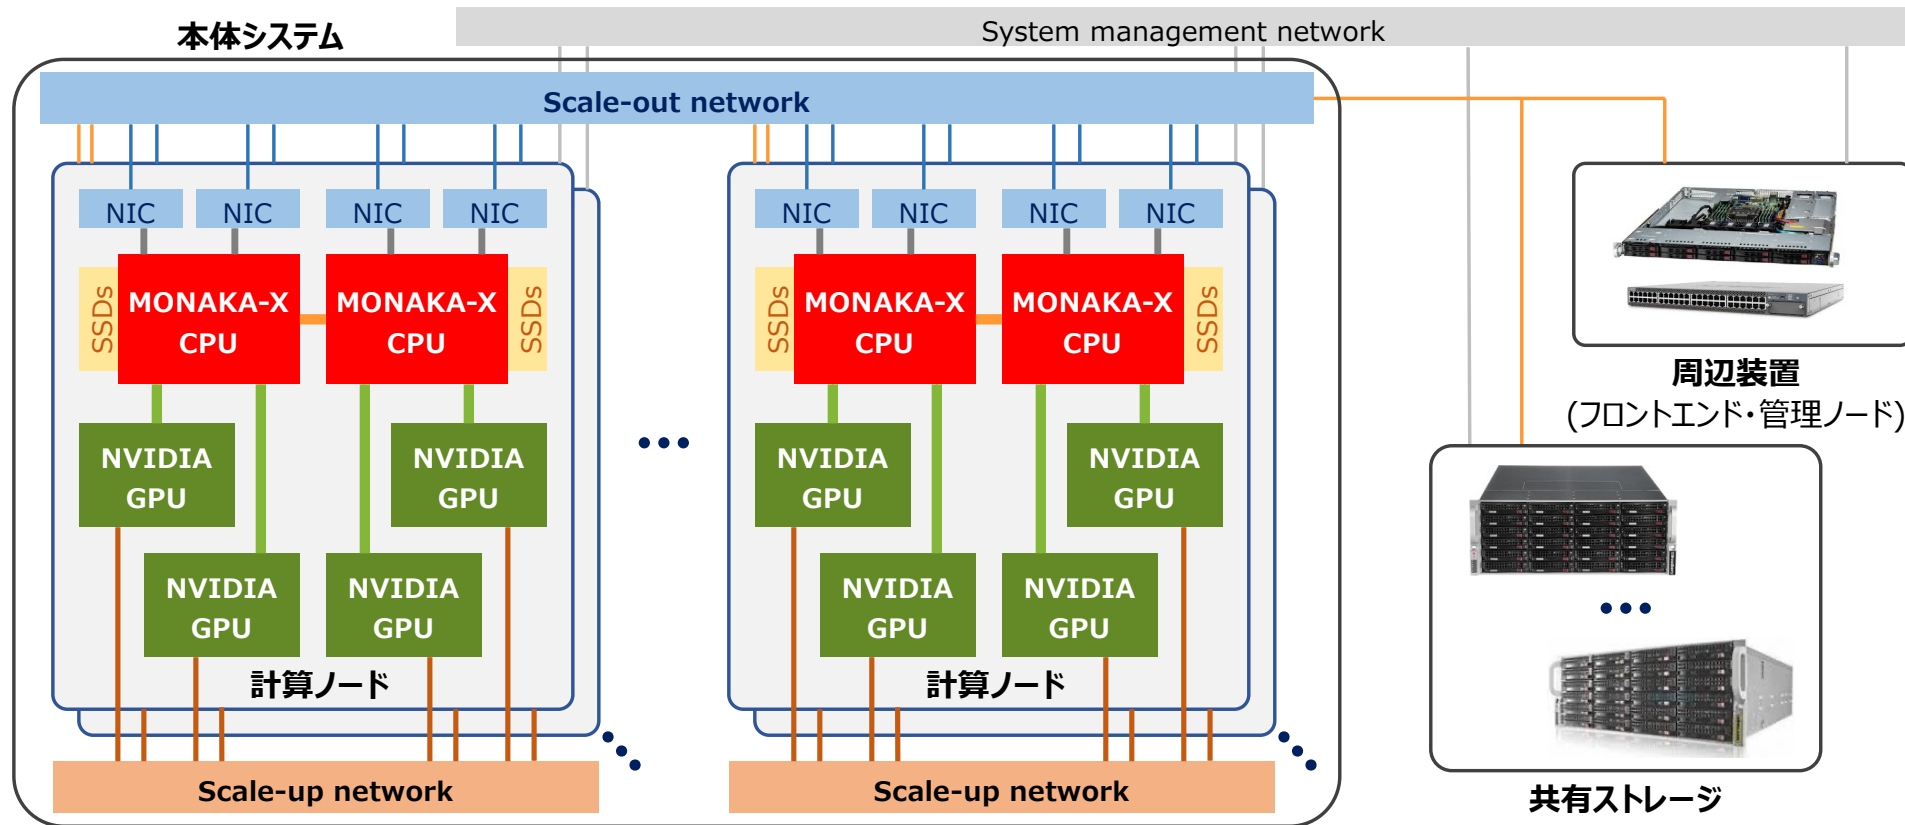 本体システム
System management network
Scale-out network
NIC
NIC
NIC
NIC
SSDs
MONAKA-X
CPU
MONAKA-X
CPU
SSDs
NVIDIA
GPU
NVIDIA
GPU
NVIDIA
GPU
NVIDIA
GPU
計算ノード
Scale-up network
NIC
NIC
NIC
NIC
SSDs
MONAKA-X
CPU
MONAKA-X
CPU
SSDs
NVIDIA
GPU
NVIDIA
GPU
NVIDIA
GPU
NVIDIA
GPU
計算ノード
Scale-up network
周辺装置
(フロントエンド・管理ノード)
共有ストレージ